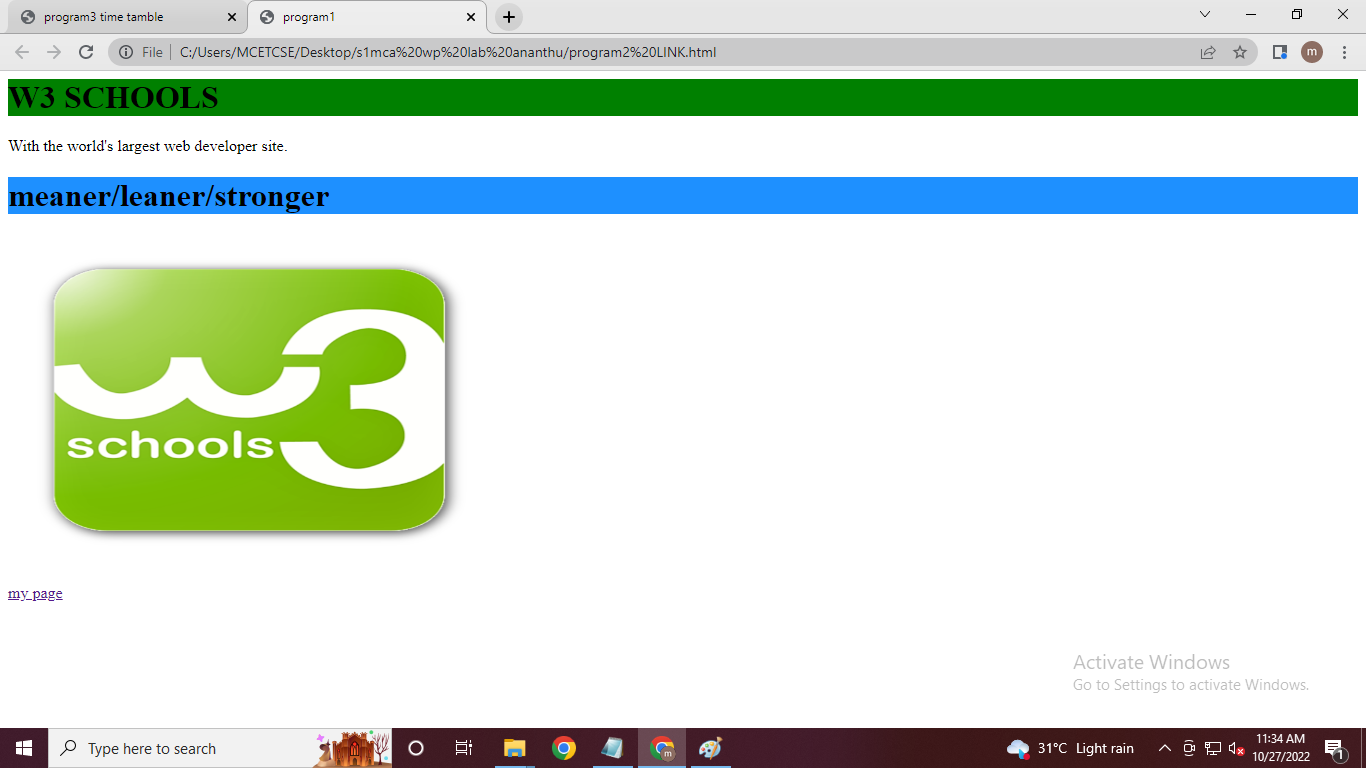 program3 time tamble
program1
File
C:/Users/MCETCSE/Desktop/s1mca%20wp%20lab%20ananthu/program2%20LINK.html
m
W3 SCHOOLS
With the world's largest web developer site.
meaner/leaner/stronger
w3
schools
my page
Activate Windows
Go to Settings to activate Windows.
Type here to search
m
31°C Light rain
11:34 AM
10/27/2022
1